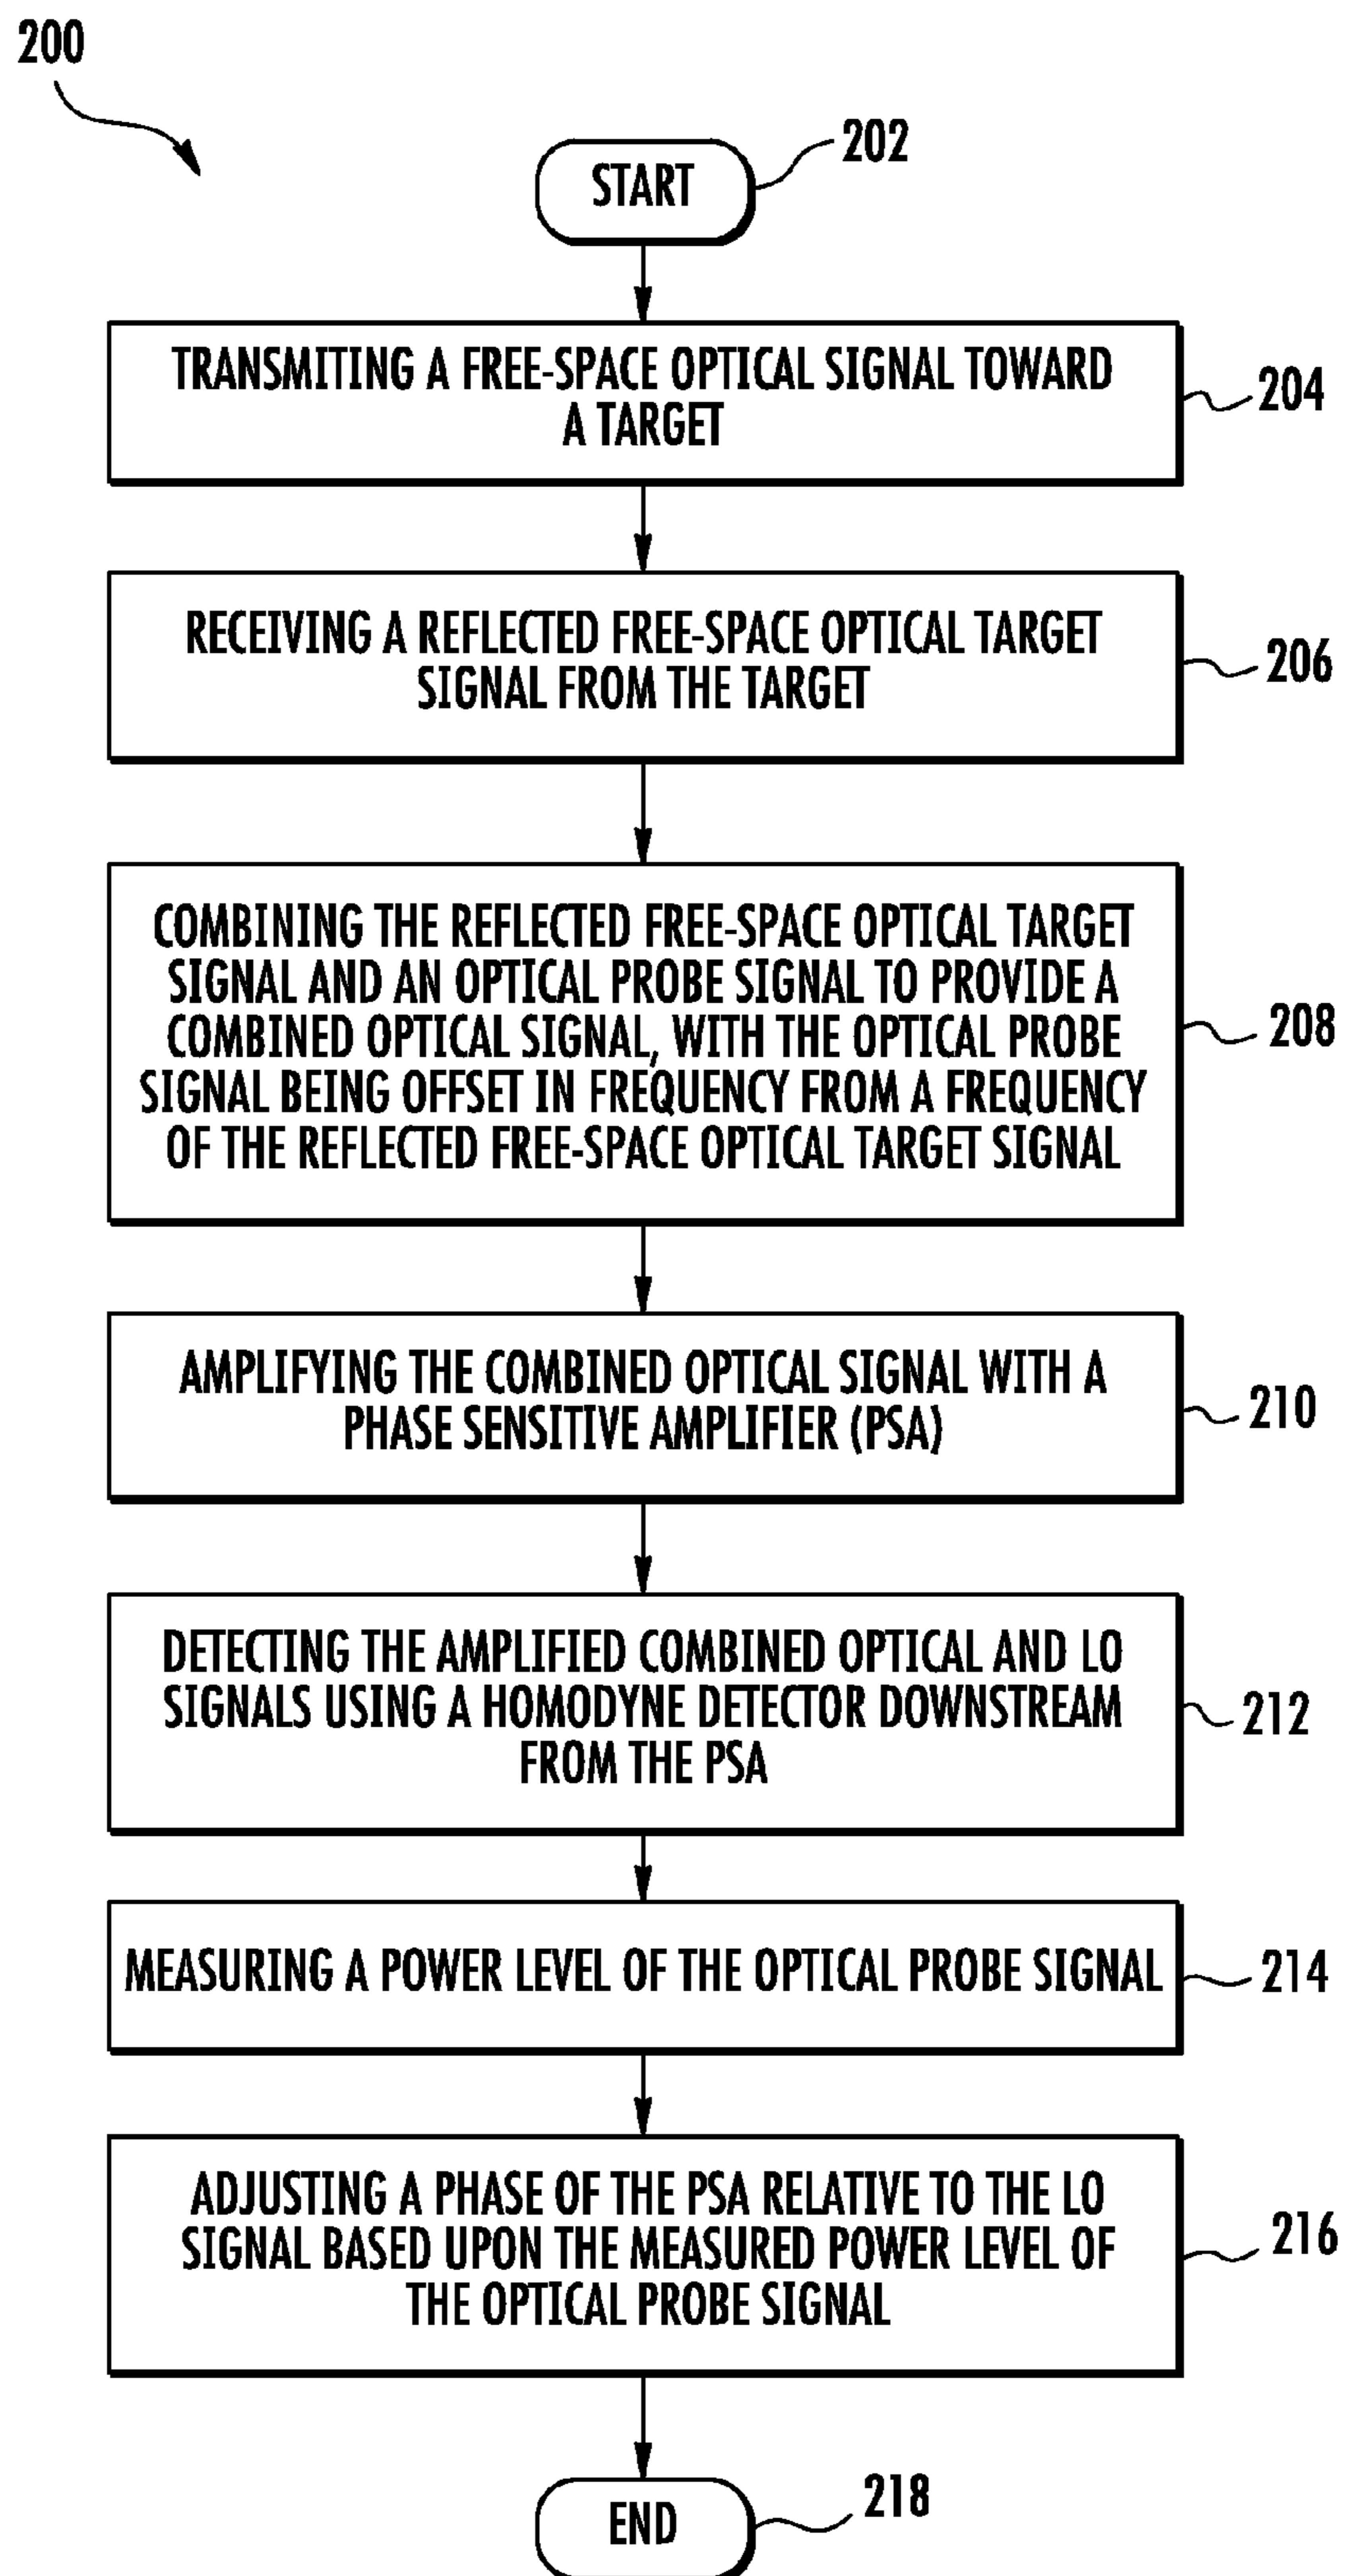 200
202
START
TRANSMITING A FREE-SPACE OPTICAL SIGNAL TOWARD
A TARGET
204
RECEIVING A REFLECTED FREE-SPACE OPTICAL TARGET
SIGNAL FROM THE TARGET
206
COMBINING THE REFLECTED FREE-SPACE OPTICAL TARGET
SIGNAL AND AN OPTICAL PROBE SIGNAL TO PROVIDE A
COMBINED OPTICAL SIGNAL, WITH THE OPTICAL PROBE
SIGNAL BEING OFFSET IN FREQUENCY FROM A FREQUENCY
OF THE REFLECTED FREE-SPACE OPTICAL TARGET SIGNAL
208
AMPLIFYING THE COMBINED OPTICAL SIGNAL WITH A
PHASE SENSITIVE AMPLIFIER (PSA)
210
DETECTING THE AMPLIFIED COMBINED OPTICAL AND LO
SIGNALS USING A HOMODYNE DETECTOR DOWNSTREAM
FROM THE PSA
212
MEASURING A POWER LEVEL OF THE OPTICAL PROBE SIGNAL
214
ADJUSTING A PHASE OF THE PSA RELATIVE TO THE LO
SIGNAL BASED UPON THE MEASURED POWER LEVEL OF
THE OPTICAL PROBE SIGNAL
216
END
218